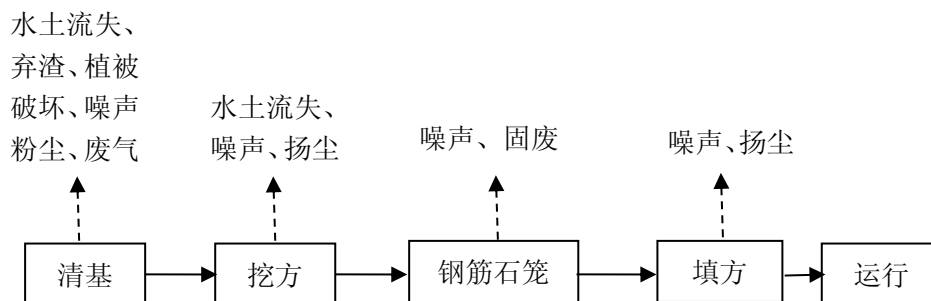 水土流失、
弃渣、植被
破坏、噪声
粉尘、废气
水土流失、
噪声、扬尘
噪声、固废
噪声、扬尘
清基
挖方
钢筋石笼
填方
运行